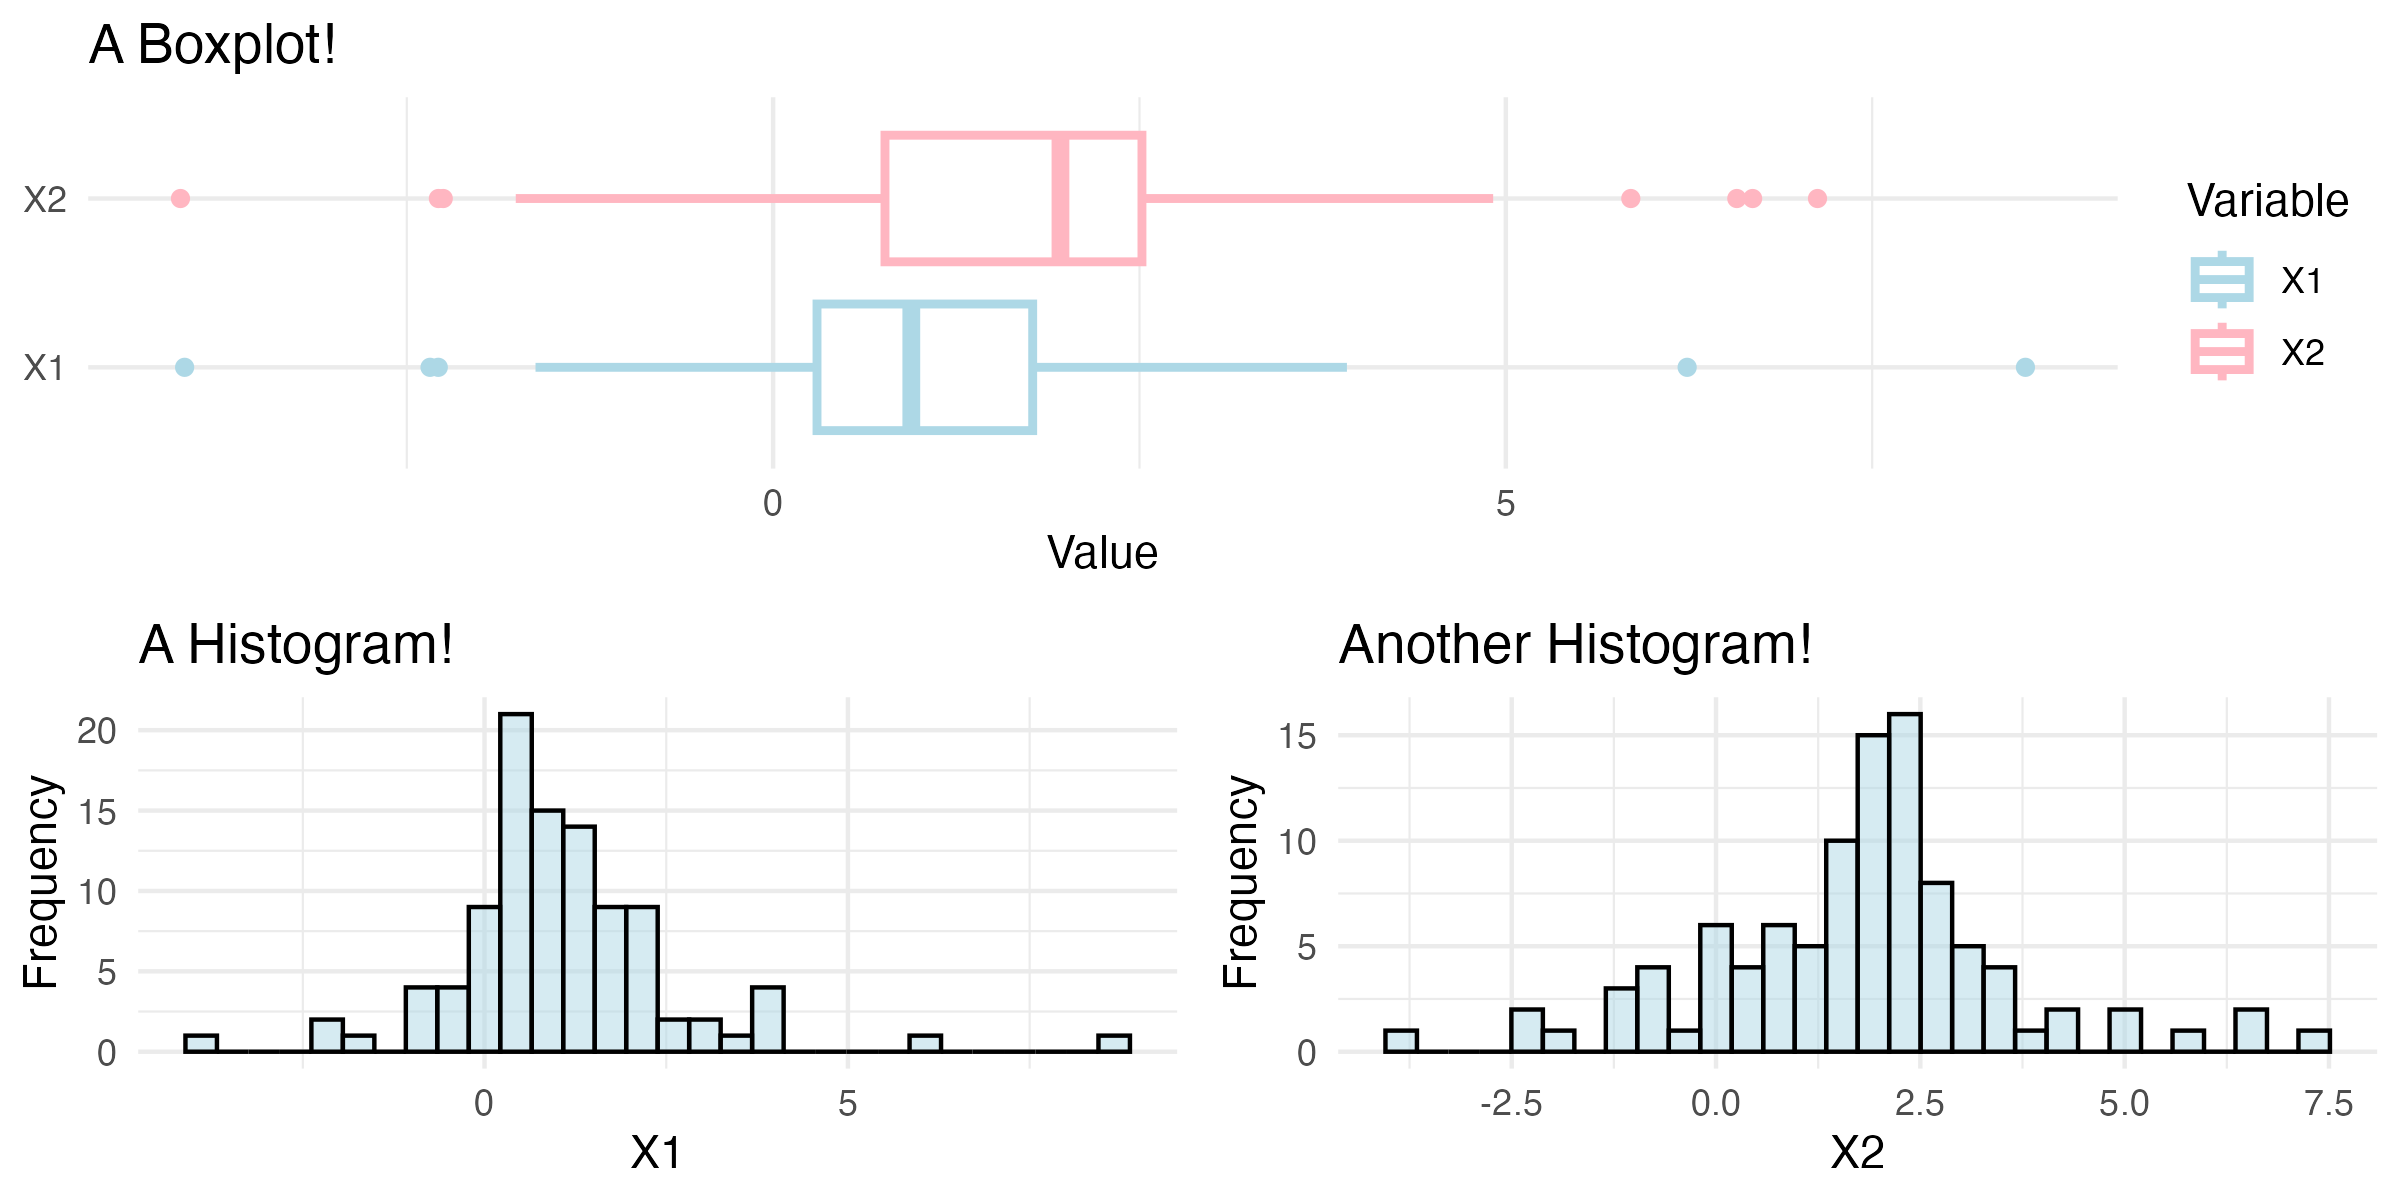 A Boxplot!
X2
X1
0 5
Value
Variable
X1
X2
A Histogram!
Frequency
20
15
10
5
0
0 5
X1
Another Histogram!
Frequency
15
10
5
0
-2.5 0.0 2.5 5.0 7.5
X2